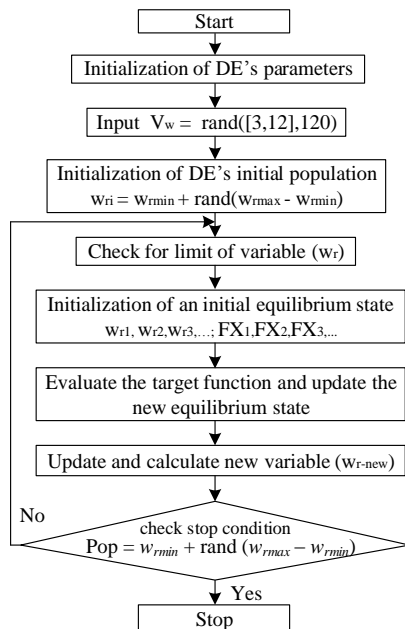 Start
Initialization of DE's parameters
Input Vw = rand([3,12],120)
Initialization of DE's initial population
wri = wrmin + rand(wrmax - wrmin)
Check for limit of variable (wr)
Initialization of an initial equilibrium state
wr1, wr2,wr3,...; FX1,FX2,FX3,...
Evaluate the target function and update the
new equilibrium state
Update and calculate new variable (wr-new)
No
check stop condition
Pop = wrmin + rand (wrmax – wrmin)
Yes
Stop